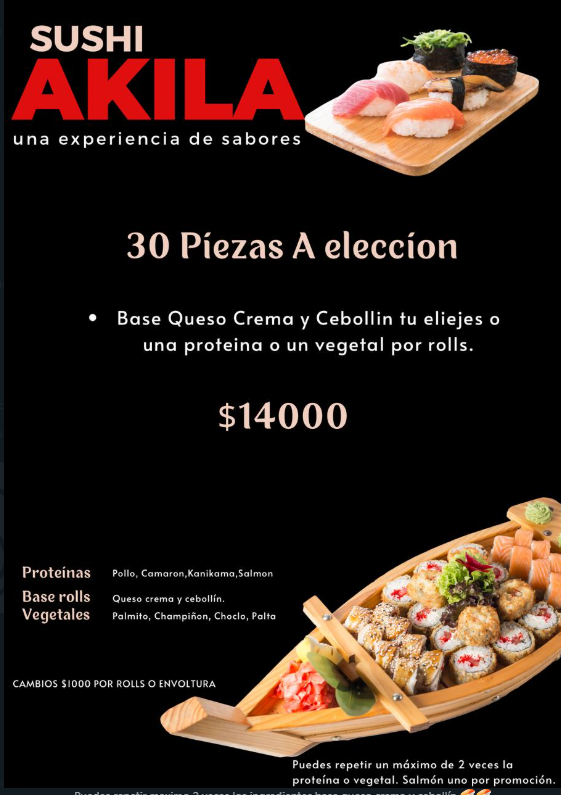 SUSHI
AKILA
una experiencia de sabores
30 Piezas A eleccion
• Base Queso Crema y Cebollin tu eliejes o
una proteina o un vegetal por rolls.
$14000
Proteínas Pollo, Camaron,Kanikama,Salmon
Base rolls Queso crema y cebollín.
Vegetales Palmito, Champiñon, Choclo, Palta
CAMBIOS $1000 POR ROLLS O ENVOLTURA
Puedes repetir un máximo de 2 veces la
proteína o vegetal. Salmón uno por promoción.